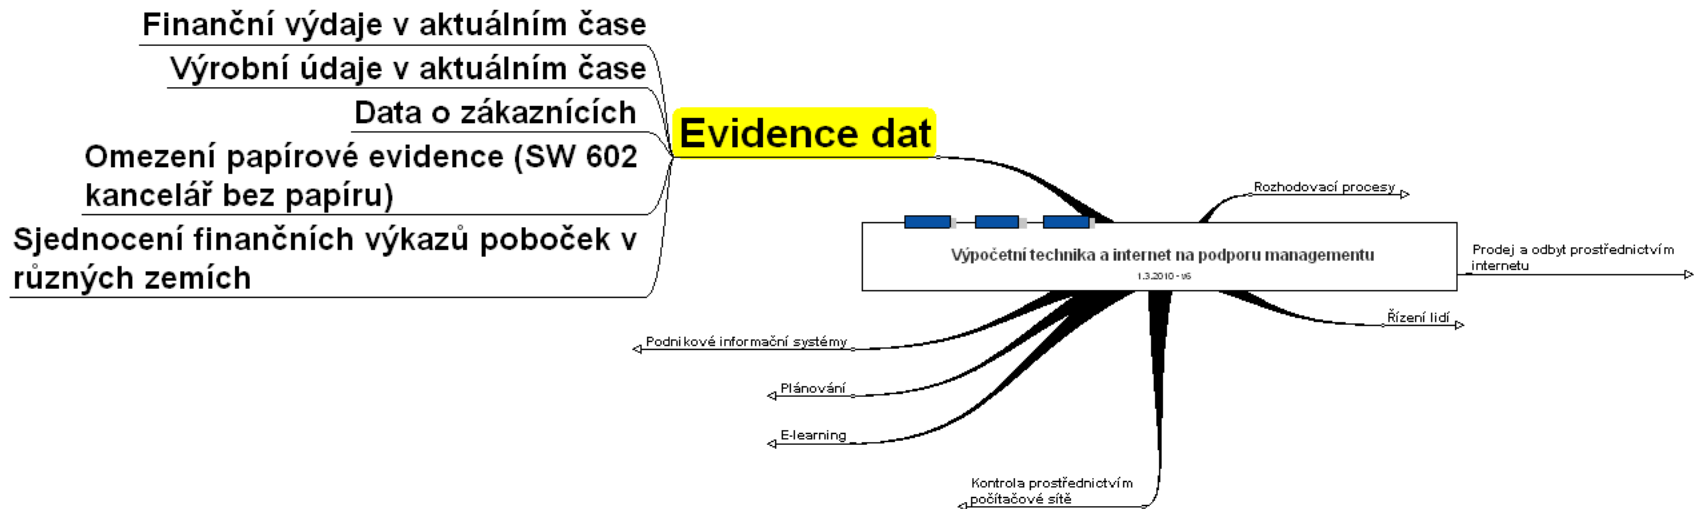 Finanční výdaje v aktuálním čase
Výrobní údaje v aktuálním čase
Data o zákaznících
Omezení papírové evidence (SW 602
kancelář bez papíru)
Sjednocení finančních výkazů poboček v
různých zemích
Evidence dat
Rozhodovací procesy
Výpočetní technika a internet na podporu managementu
1.3.2010 - v6
Prodej a odbyt prostřednictvím
internetu
Řízení lidí
Podnikové informační systémy
Plánování
E-learning
Kontrola prostřednictvím
počítačové sítě